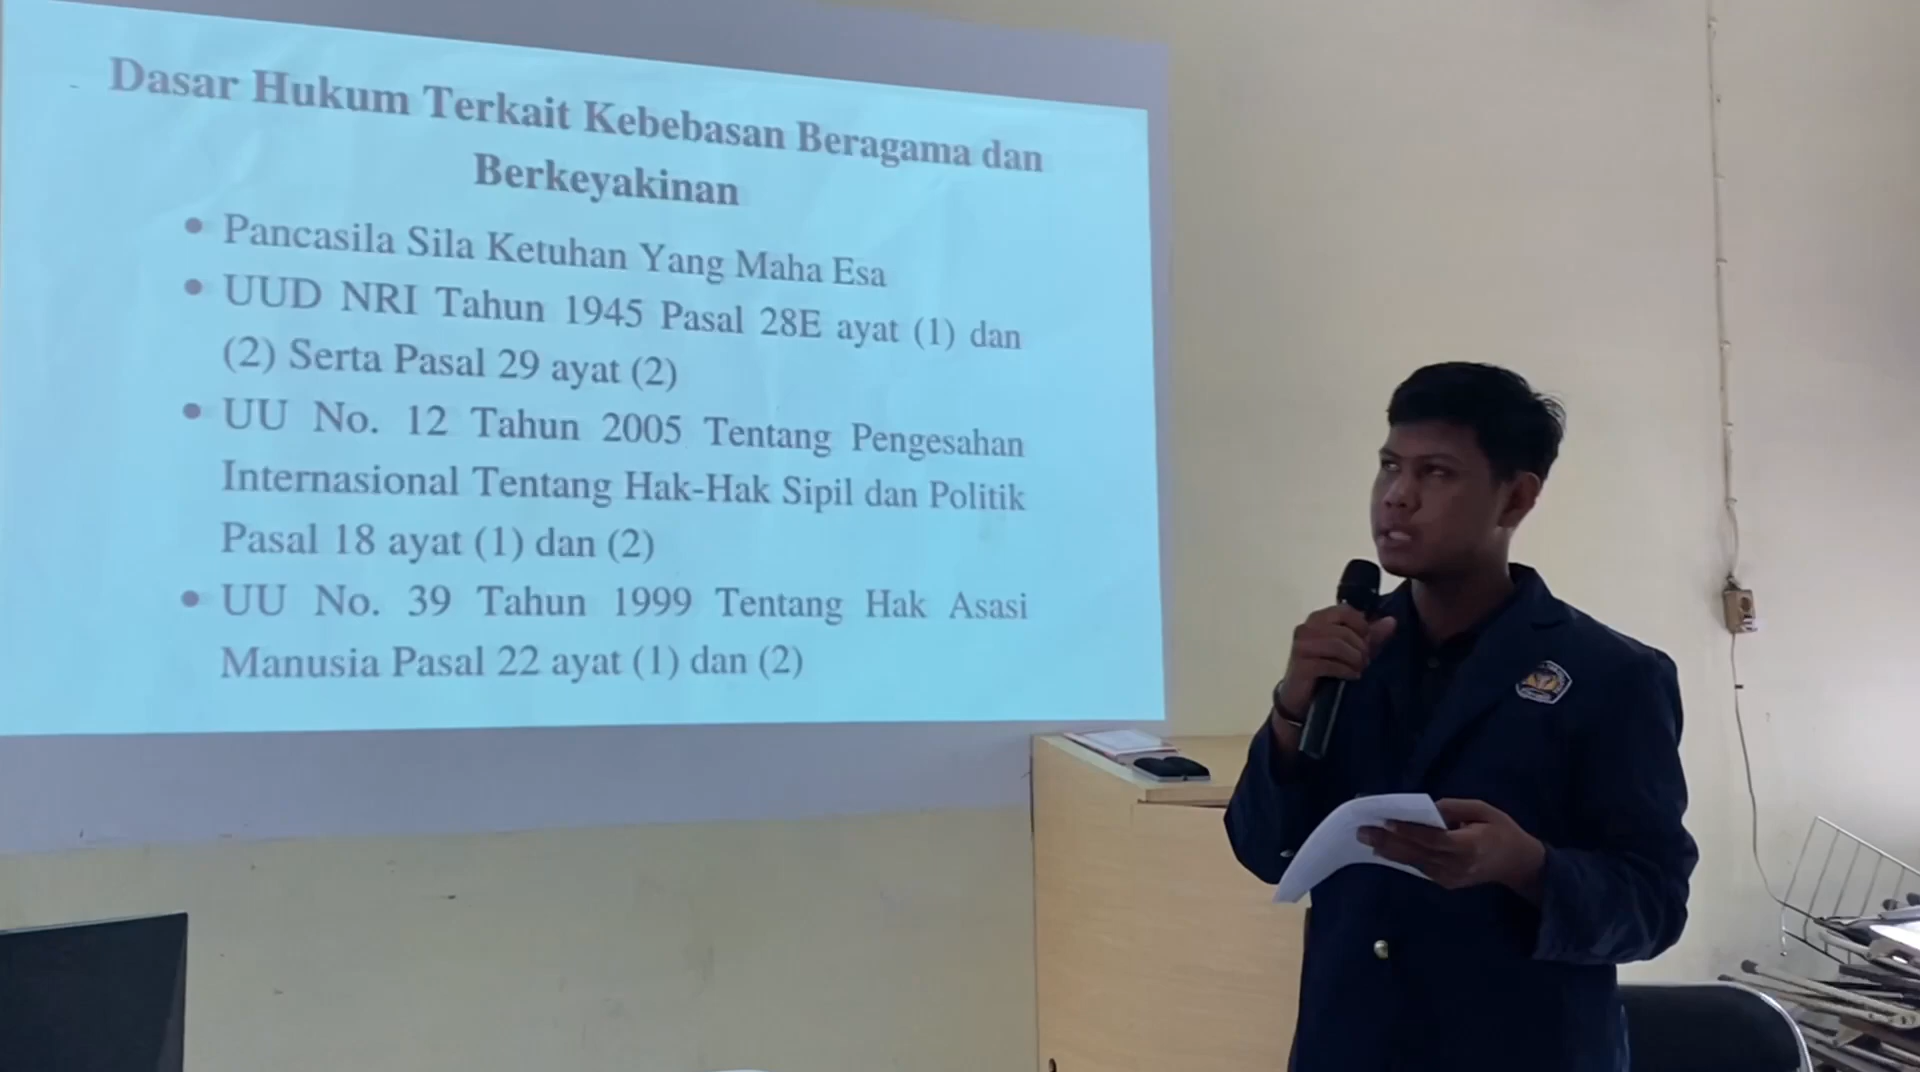 Dasar Hukum Terkait Kebebasan Beragama dan
Berkeyakinan
• Pancasila Sila Ketuhan Yang Maha Esa
• UUD NRI Tahun 1945 Pasal 28E ayat (1) dan
(2) Serta Pasal 29 ayat (2)
• UU No. 12 Tahun 2005 Tentang Pengesahan
Internasional Tentang Hak-Hak Sipil dan Politik
Pasal 18 ayat (1) dan (2)
• UU No. 39 Tahun 1999 Tentang Hak Asasi
Manusia Pasal 22 ayat (1) dan (2)